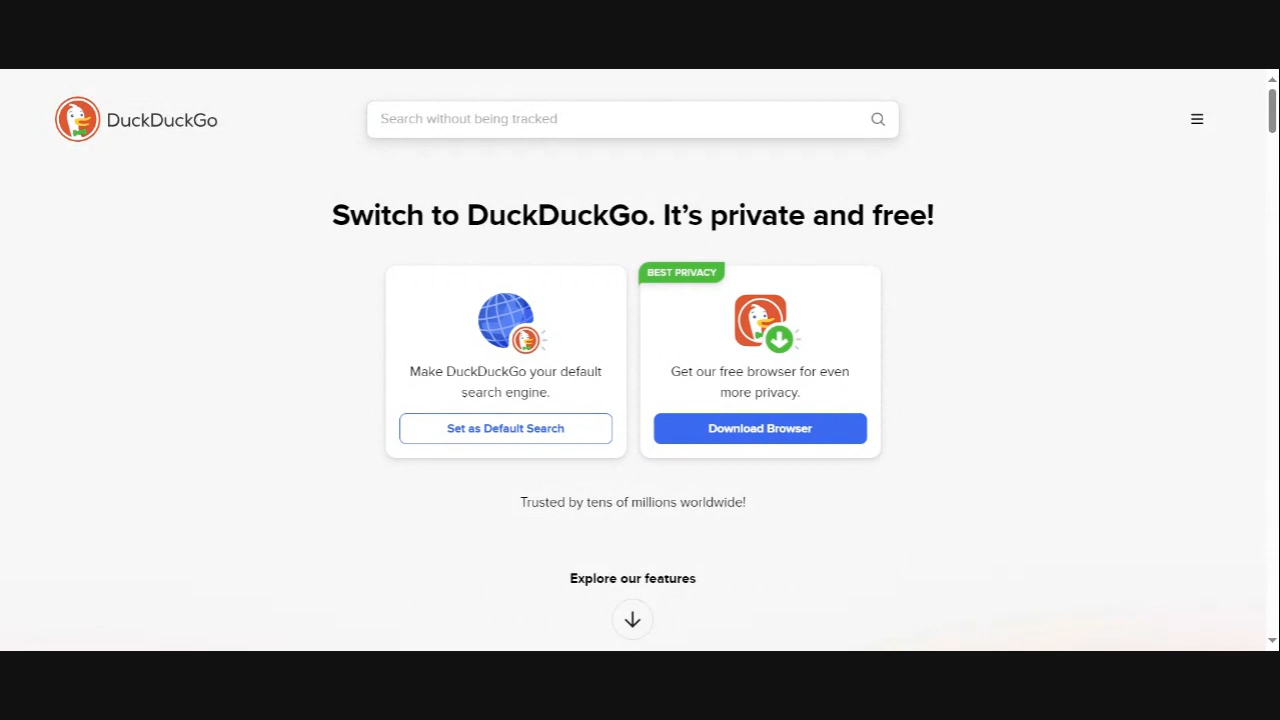 DuckDuckGo
Search without being tracked
Switch to DuckDuckGo. It’s private and free!
Make DuckDuckGo your default
search engine.
Set as Default Search
BEST PRIVACY
Get our free browser for even
more privacy.
Download Browser
Trusted by tens of millions worldwide!
Explore our features